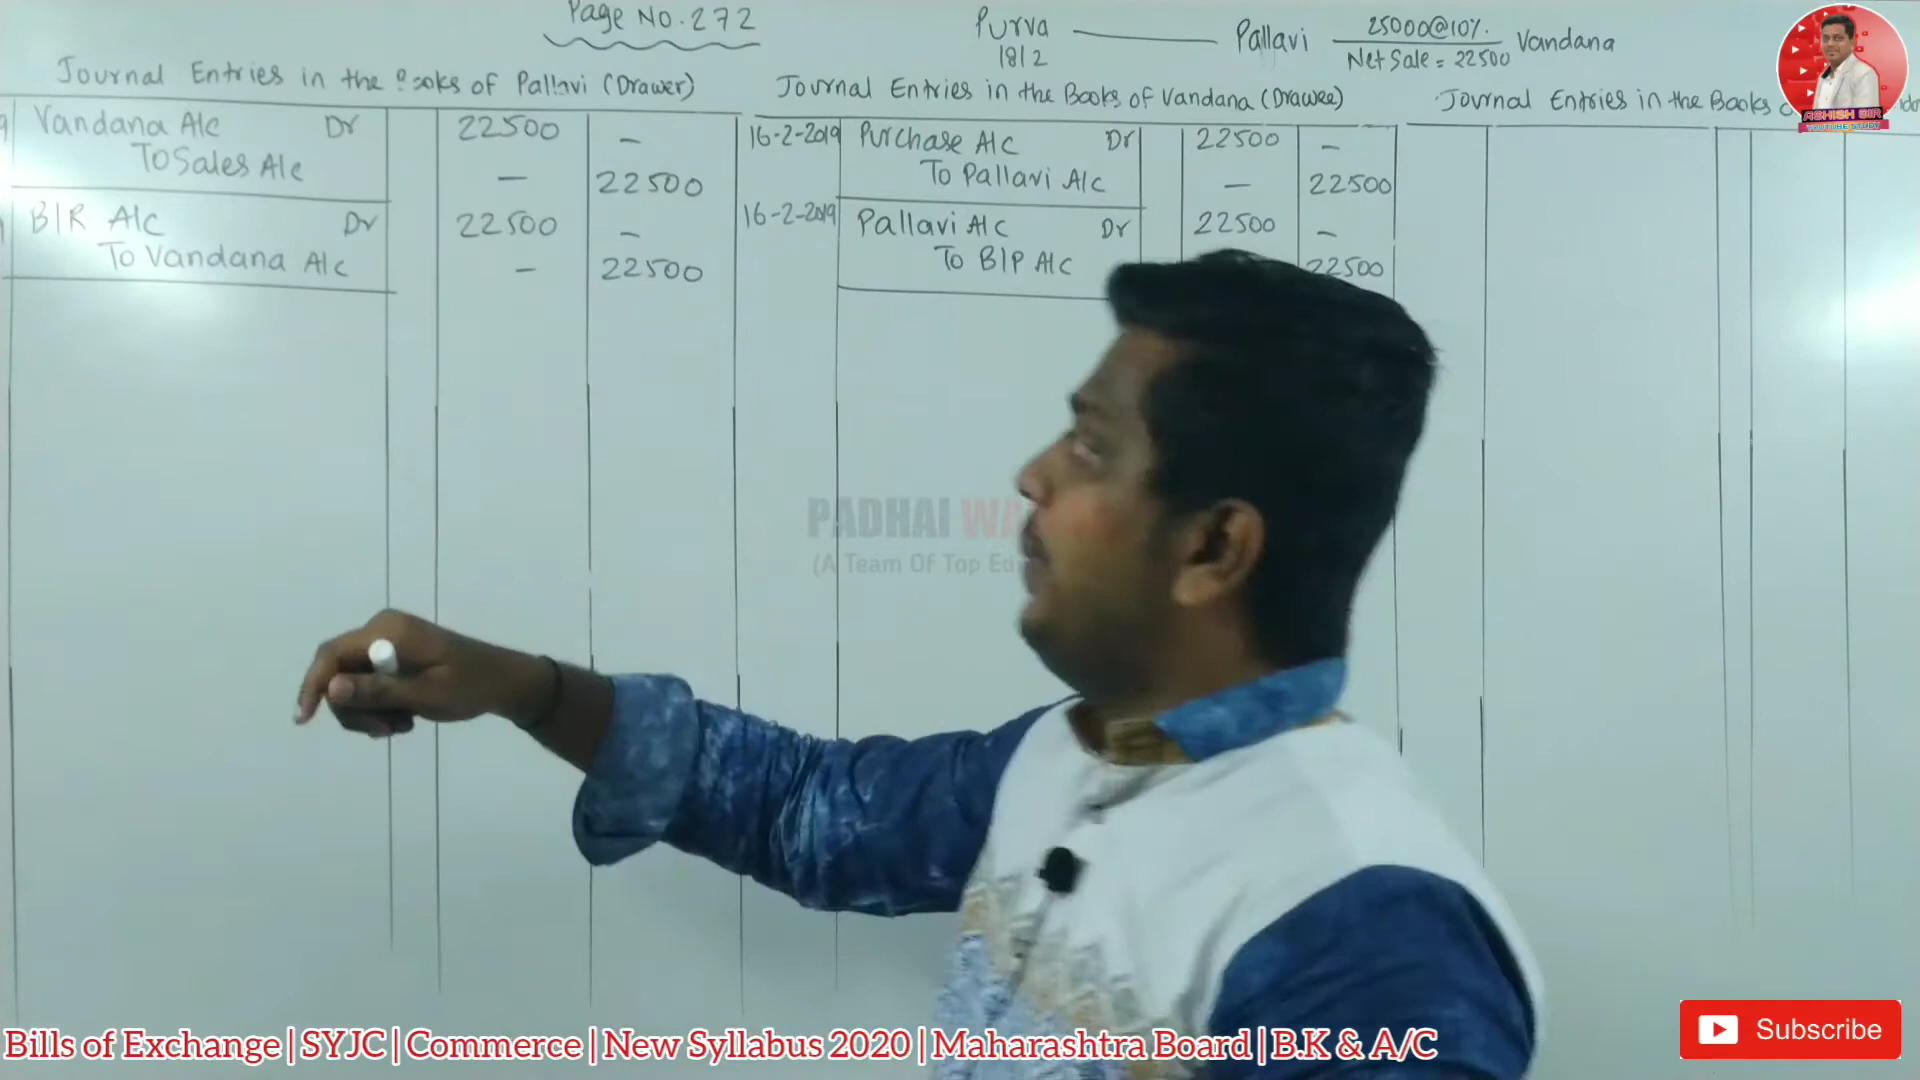 Page No. 272
Purva
18/2
Pallavi
25000@10%.
Net Sale = 22500
Vandana
Journal Entries in the Books of Pallavi (Drawer)
Vandana A/c Dr 22500 -
To Sales A/c - 22500
B/R A/c Dr 22500 -
To Vandana A/c - 22500
Journal Entries in the Books of Vandana (Drawee)
16-2-2019 Purchase A/c Dr 22500 -
To Pallavi A/c - 22500
16-2-2019 Pallavi A/c Dr 22500 -
To B/P A/c 22500
Journal Entries in the Books
ASHISH SIR
YOUTUBE STUDY
PADHAI
(A Team Of Top
Bills of Exchange | SYJC | Commerce | New Syllabus 2020 | Maharashtra Board | B.K & A/C
Subscribe